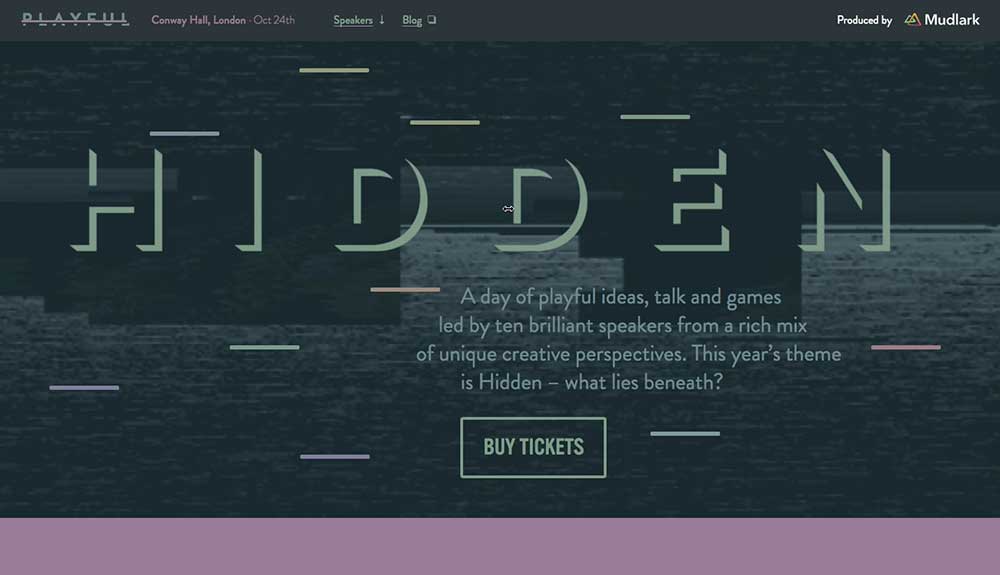 PLAYFUL
Conway Hall, London · Oct 24th
Speakers ↓
Blog
Produced by Mudlark
HIDDEN
A day of playful ideas, talk and games
led by ten brilliant speakers from a rich mix
of unique creative perspectives. This year’s theme
is Hidden – what lies beneath?
BUY TICKETS